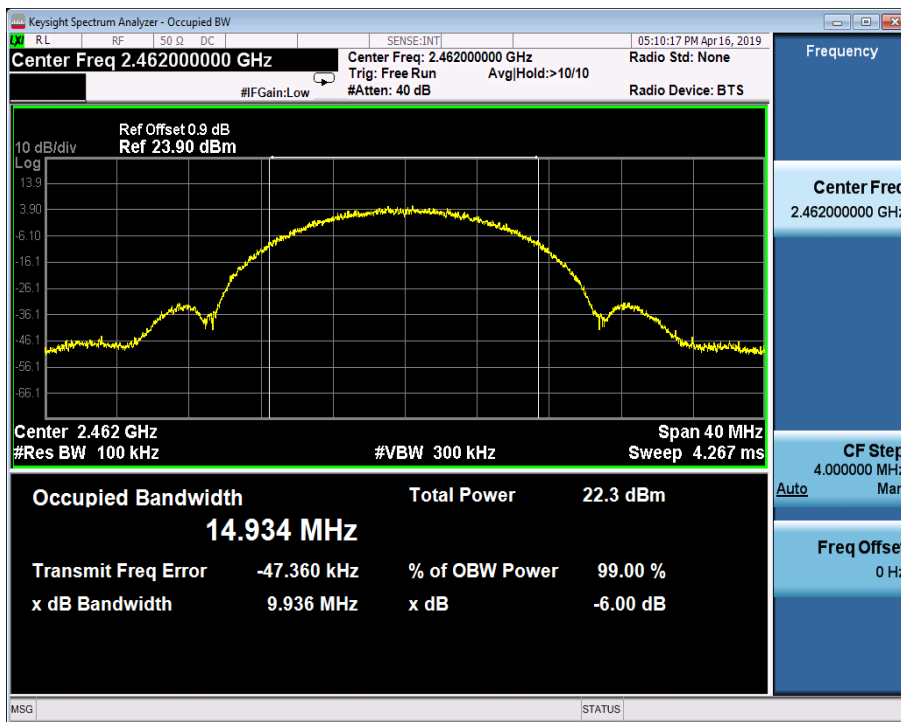 Keysight Spectrum Analyzer - Occupied BW
LXI RL RF 50 Ω DC SENSE:INT 05:10:17 PM Apr 16, 2019
Center Freq 2.462000000 GHz
Center Freq: 2.462000000 GHz
Radio Std: None
Trig: Free Run Avg|Hold:>10/10
#IFGain:Low
#Atten: 40 dB
Radio Device: BTS
Ref Offset 0.9 dB
10 dB/div Ref 23.90 dBm
Log
13.9
3.90
-6.10
-16.1
-26.1
-36.1
-46.1
-56.1
-66.1
Center 2.462 GHz Span 40 MHz
#Res BW 100 kHz #VBW 300 kHz Sweep 4.267 ms
Occupied Bandwidth Total Power 22.3 dBm
14.934 MHz
Transmit Freq Error -47.360 kHz % of OBW Power 99.00 %
x dB Bandwidth 9.936 MHz x dB -6.00 dB
MSG STATUS
Frequency
Center Freq
2.462000000 GHz
CF Step
4.000000 MHz
Auto Man
Freq Offset
0 Hz